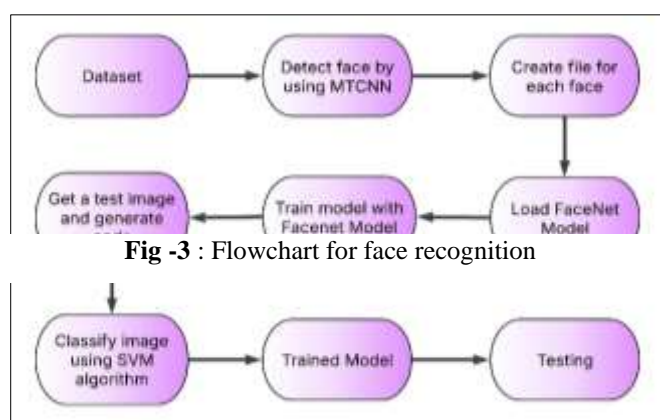 Dataset
Detect face by
using MTCNN
Create file for
each face
Get a test image
and generate
Train model with
Facenet Model
Load FaceNet
Model
Fig -3 : Flowchart for face recognition
Classify image
using SVM
algorithm
Trained Model
Testing